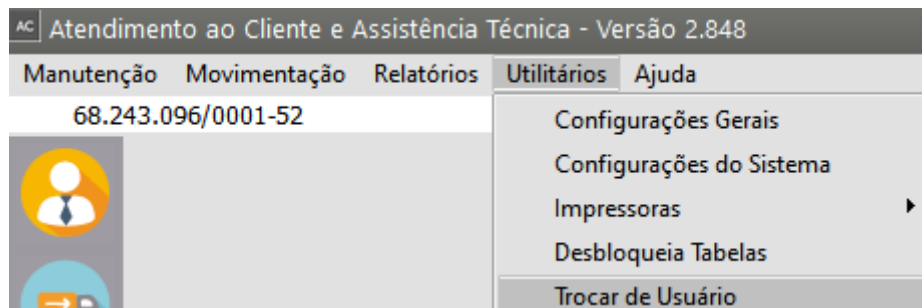 AC Atendimento ao Cliente e Assistência Técnica - Versão 2.848
Manutenção Movimentação Relatórios Utilitários Ajuda
68.243.096/0001-52
Configurações Gerais
Configurações do Sistema
Impressoras
Desbloqueia Tabelas
Trocar de Usuário